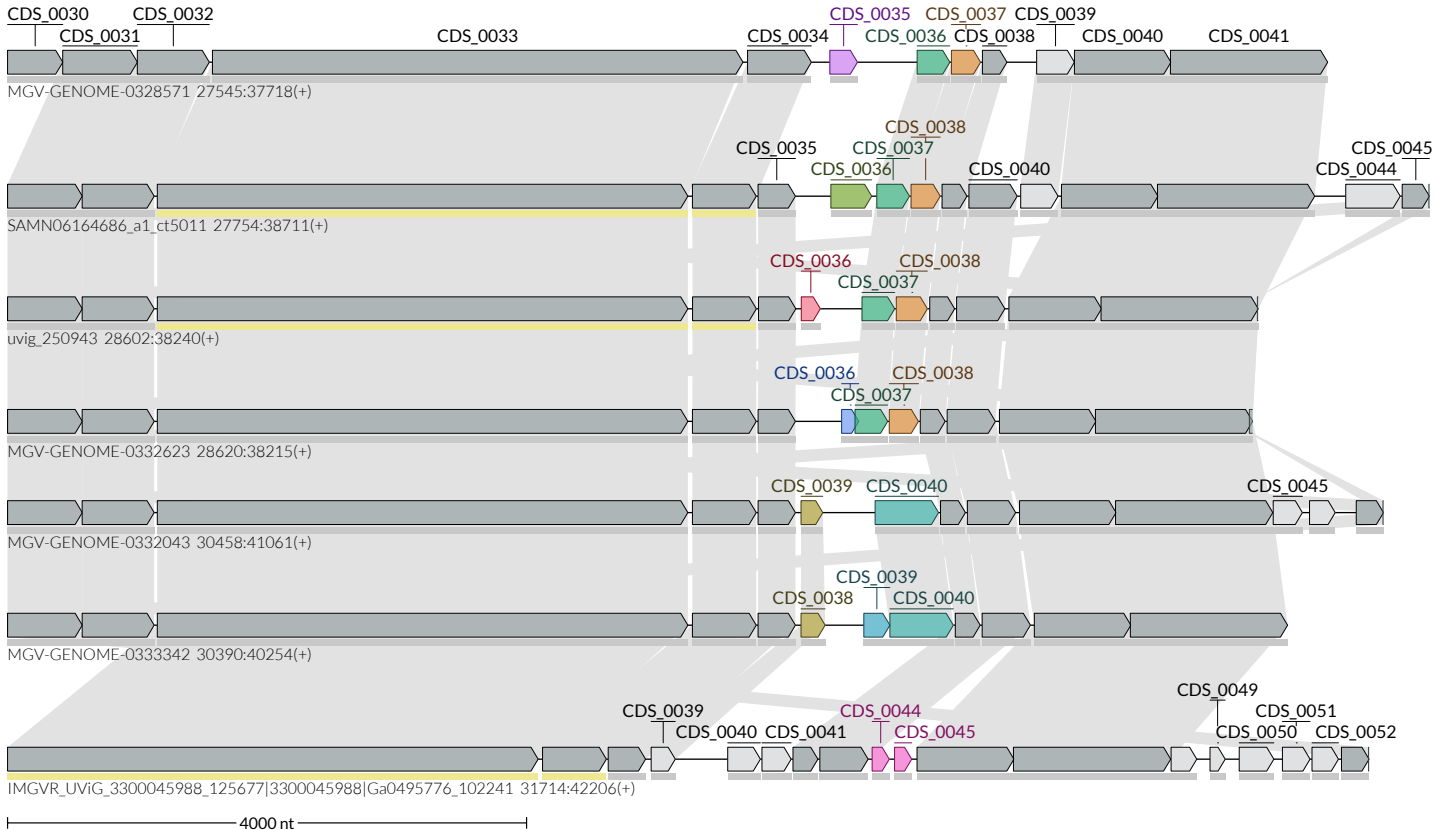 CDS_0030 CDS_0032 CDS_0035 CDS_0037 CDS_0039
CDS_0031 CDS_0033 CDS_0034 CDS_0036 CDS_0038 CDS_0040 CDS_0041
MGV-GENOME-0328571 27545:37718(+)
CDS_0038
CDS_0035 CDS_0037 CDS_0045
CDS_0036 CDS_0040 CDS_0044
SAMN06164686_a1_ct5011 27754:38711(+)
CDS_0036 CDS_0038
CDS_0037
uvig_250943 28602:38240(+)
CDS_0036 CDS_0038
CDS_0037
MGV-GENOME-0332623 28620:38215(+)
CDS_0039 CDS_0040 CDS_0045
MGV-GENOME-0332043 30458:41061(+)
CDS_0039
CDS_0038 CDS_0040
MGV-GENOME-0333342 30390:40254(+)
CDS_0049
CDS_0039 CDS_0044 CDS_0051
CDS_0040 CDS_0041 CDS_0045 CDS_0050 CDS_0052
IMGVR_UViG_3300045988_125677|3300045988|Ga0495776_102241 31714:42206(+)
4000 nt